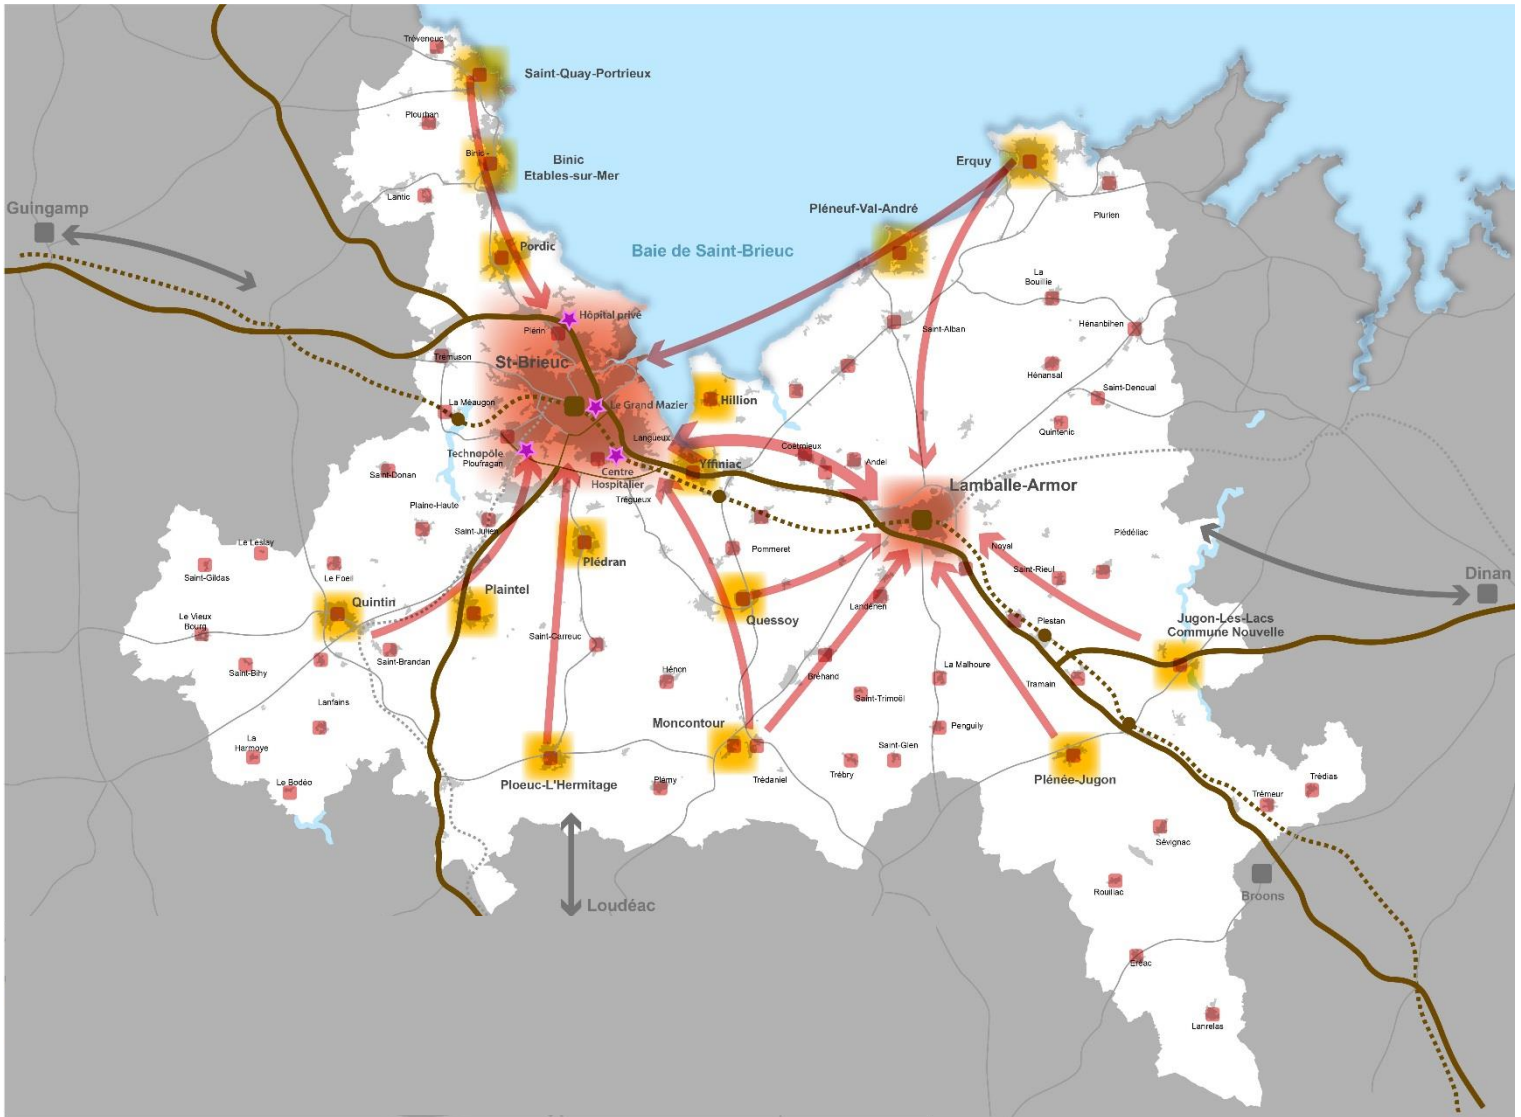 Tréveneuc
Saint-Quay-Portrieux
Plourhan
Binic
Binic
Etables-sur-Mer
Erquy
Lantic
Plurien
Guingamp
Pléneuf-Val-André
Pordic
Baie de Saint-Brieuc
La
Bouillie
Hôpital privé
Plérin
Saint-Alban
Hénanbihen
Trémuson
St-Brieuc
Hénansal
Saint-Denoual
La Méaugon
Le Grand Mazier
Hillion
Quintenic
Langueux
Technopôle
Ploufragan
Coëtmieux
Andel
Yffiniac
Saint-Donan
Centre
Hospitalier
Lamballe-Armor
Trégueux
Plaine-Haute
Saint-Julien
Le Leslay
Plédran
Pommeret
Noyal
Plédéliac
Saint-Gildas
Le Foeil
Saint-Rieul
Dinan
Quintin
Plaintel
Landéhen
Le Vieux
Bourg
Quessoy
Plestan
Jugon-Les-Lacs
Commune Nouvelle
Saint-Carreuc
Saint-Brandan
Saint-Bihy
Hénon
Bréhand
La Malhoure
Tramain
Lanfains
Saint-Trimoël
Moncontour
Penguily
La
Harmoye
Saint-Glen
Le Bodéo
Ploeuc-L'Hermitage
Plémy
Trédaniel
Trébry
Plénée-Jugon
Trédias
Trémeur
Sévignac
Rouillac
Broons
Loudéac
Éréac
Lanrelas